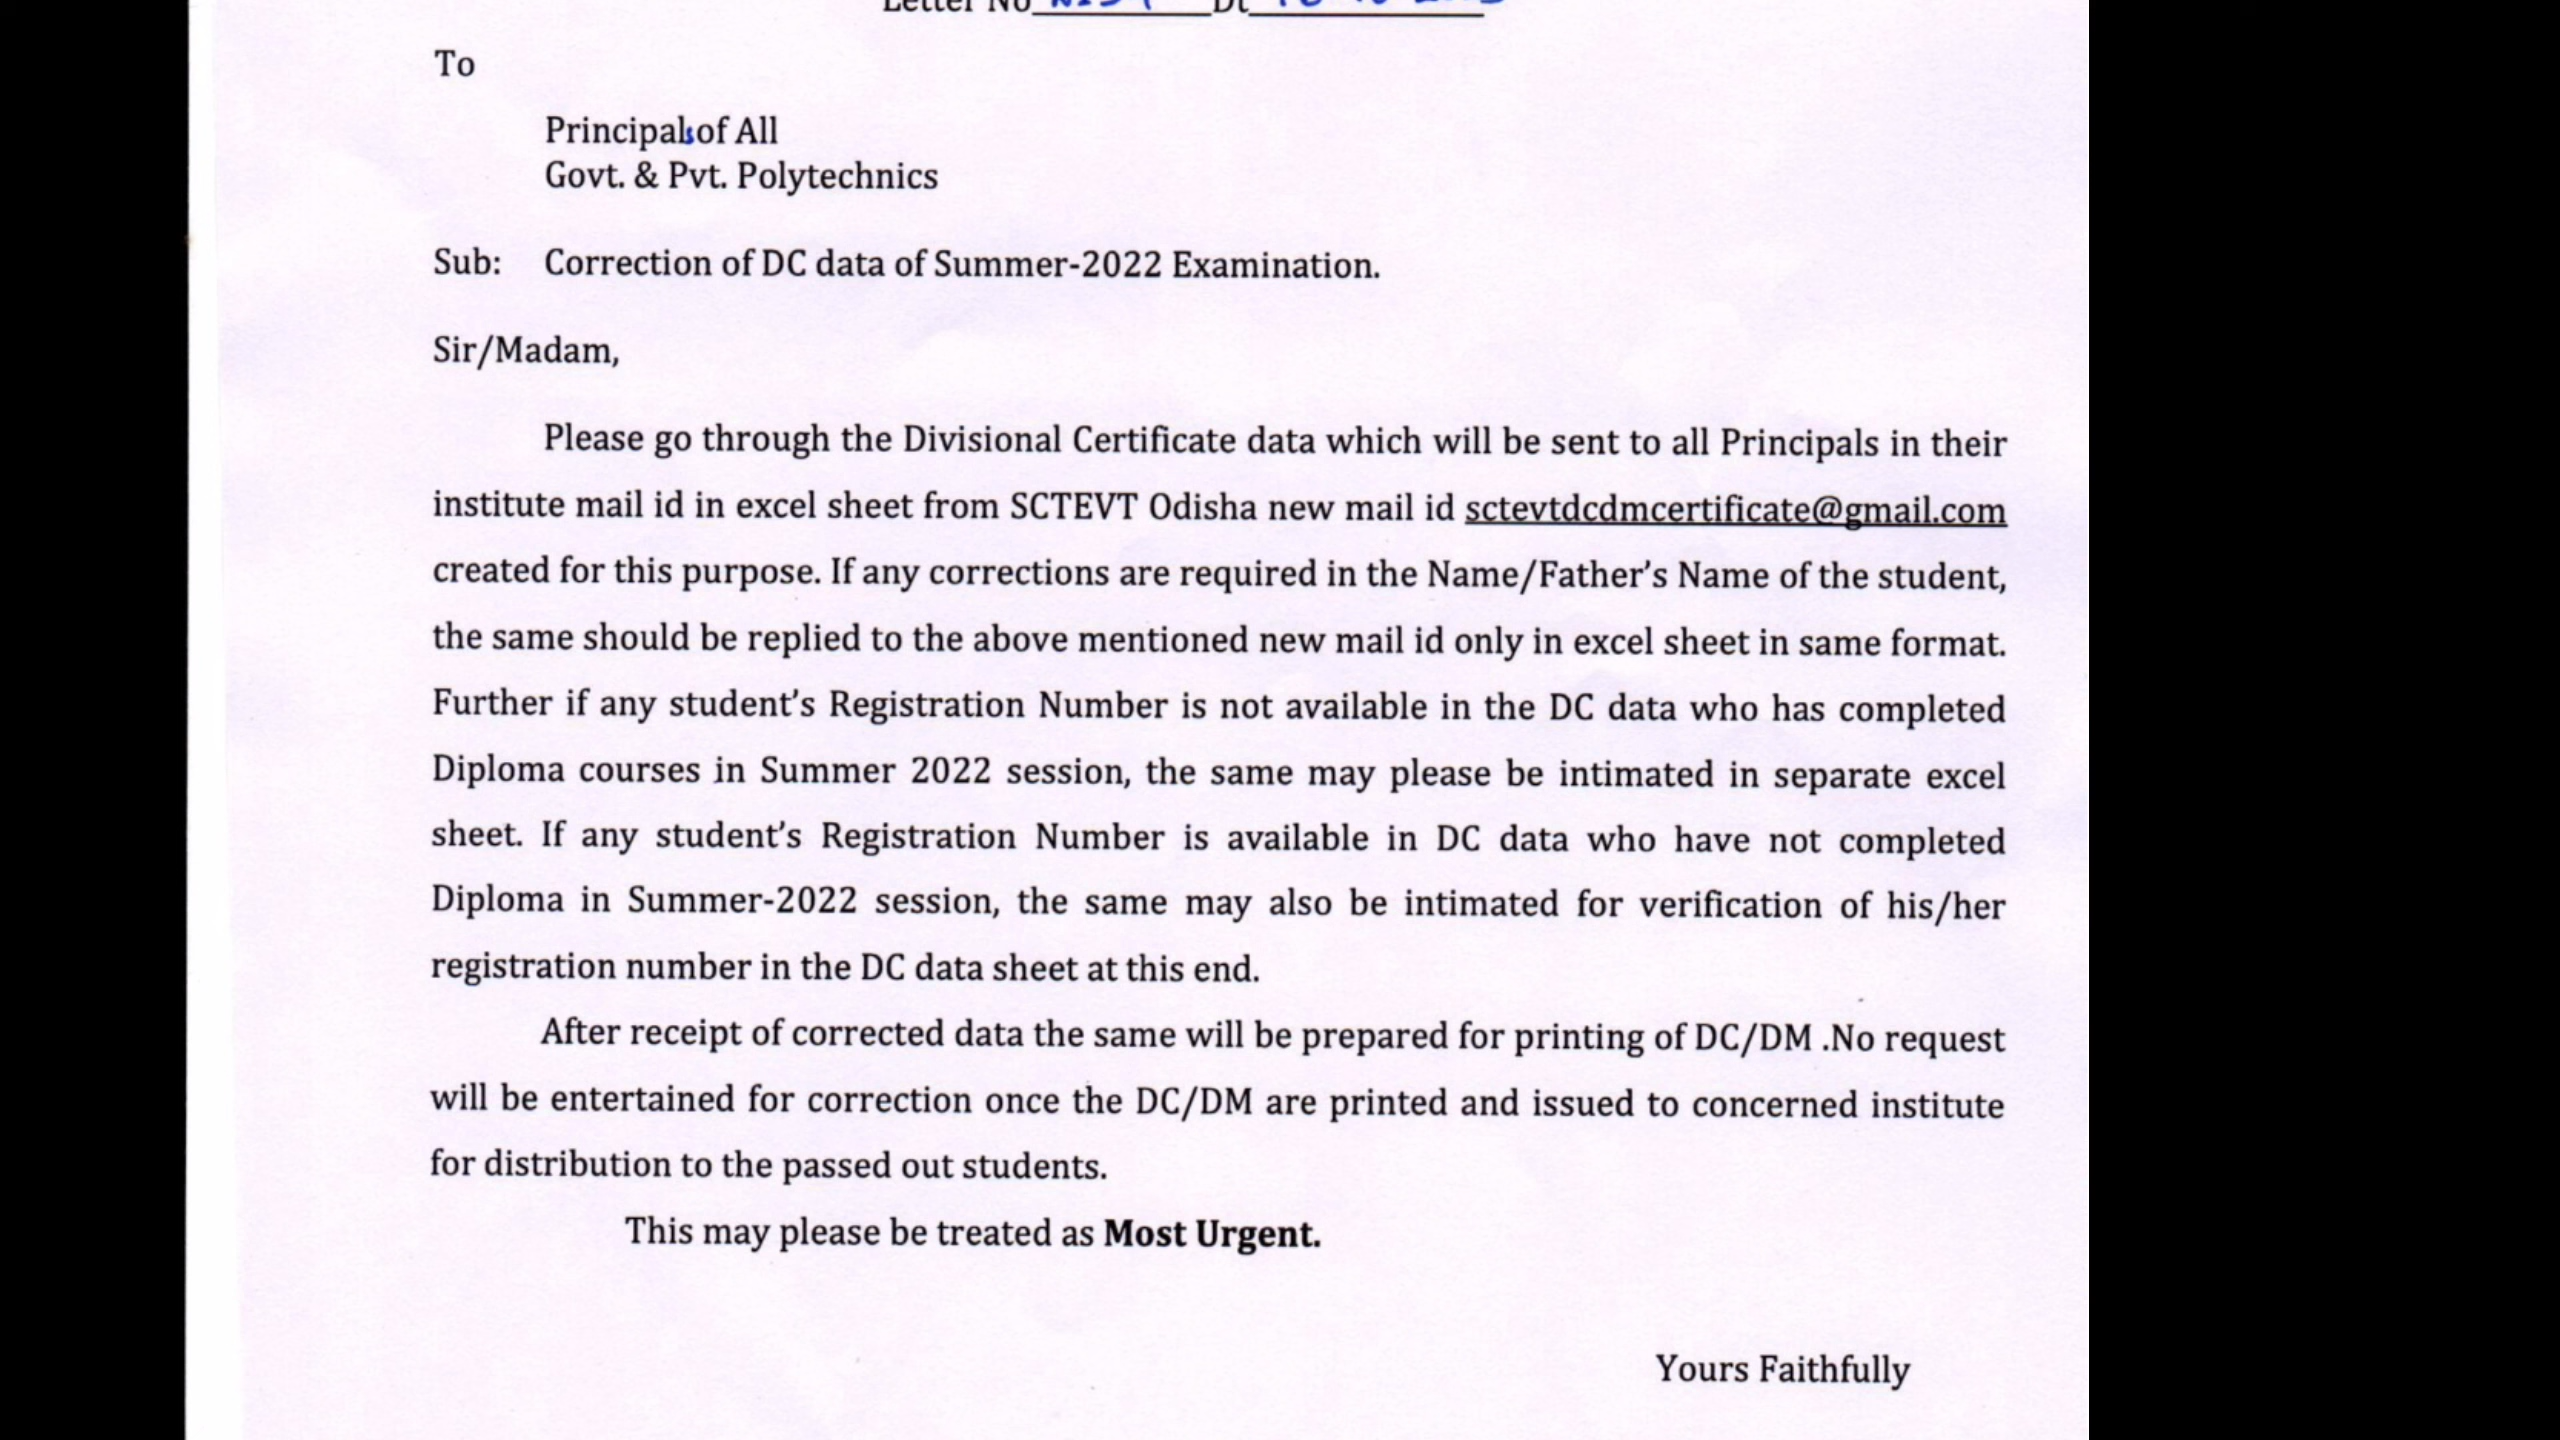 Letter No Dt
To
Principals of All
Govt. & Pvt. Polytechnics
Sub: Correction of DC data of Summer-2022 Examination.
Sir/Madam,
Please go through the Divisional Certificate data which will be sent to all Principals in their
institute mail id in excel sheet from SCTEVT Odisha new mail id sctevtdcdmcertificate@gmail.com
created for this purpose. If any corrections are required in the Name/Father's Name of the student,
the same should be replied to the above mentioned new mail id only in excel sheet in same format.
Further if any student's Registration Number is not available in the DC data who has completed
Diploma courses in Summer 2022 session, the same may please be intimated in separate excel
sheet. If any student's Registration Number is available in DC data who have not completed
Diploma in Summer-2022 session, the same may also be intimated for verification of his/her
registration number in the DC data sheet at this end.
After receipt of corrected data the same will be prepared for printing of DC/DM .No request
will be entertained for correction once the DC/DM are printed and issued to concerned institute
for distribution to the passed out students.
This may please be treated as Most Urgent.
Yours Faithfully